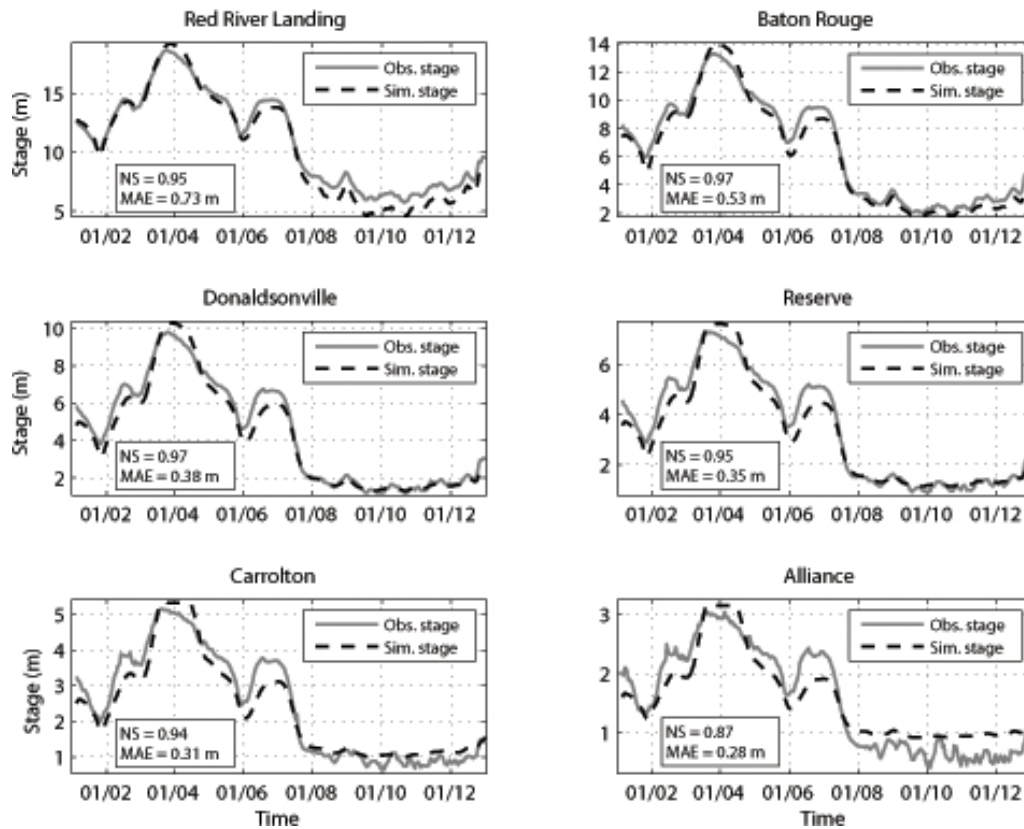 Red River Landing
Stage (m)
15
10
5
Obs. stage
Sim. stage
NS = 0.95
MAE = 0.73 m
01/02 01/04 01/06 01/08 01/10 01/12
Baton Rouge
14
12
10
8
6
4
2
Obs. stage
Sim. stage
NS = 0.97
MAE = 0.53 m
01/02 01/04 01/06 01/08 01/10 01/12
Donaldsonville
Stage (m)
10
8
6
4
2
Obs. stage
Sim. stage
NS = 0.97
MAE = 0.38 m
01/02 01/04 01/06 01/08 01/10 01/12
Reserve
6
4
2
Obs. stage
Sim. stage
NS = 0.95
MAE = 0.35 m
01/02 01/04 01/06 01/08 01/10 01/12
Carrolton
Stage (m)
5
4
3
2
1
Obs. stage
Sim. stage
NS = 0.94
MAE = 0.31 m
01/02 01/04 01/06 01/08 01/10 01/12
Time
Alliance
3
2
1
Obs. stage
Sim. stage
NS = 0.87
MAE = 0.28 m
01/02 01/04 01/06 01/08 01/10 01/12
Time